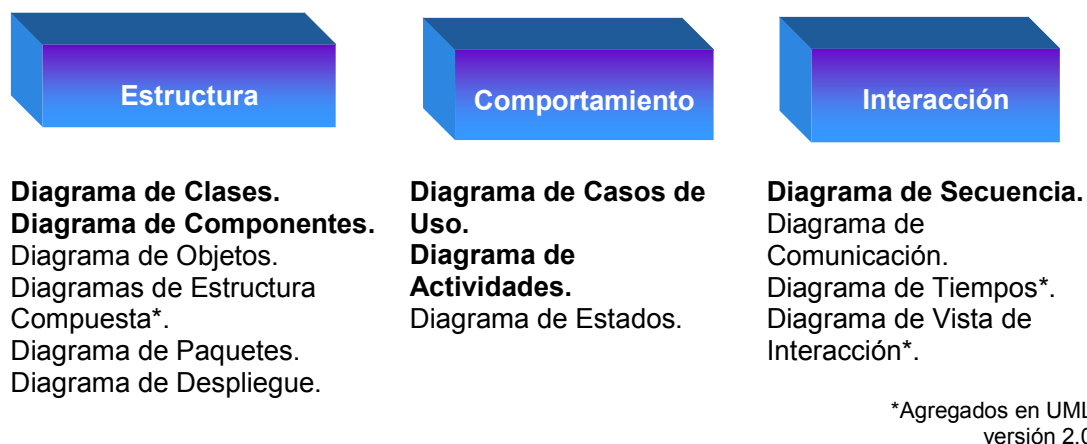 Estructura
Comportamiento
Interacción
Diagrama de Clases.
Diagrama de Componentes.
Diagrama de Objetos.
Diagramas de Estructura
Compuesta*.
Diagrama de Paquetes.
Diagrama de Despliegue.
Diagrama de Casos de
Uso.
Diagrama de
Actividades.
Diagrama de Estados.
Diagrama de Secuencia.
Diagrama de
Comunicación.
Diagrama de Tiempos*.
Diagrama de Vista de
Interacción*.
*Agregados en UML
versión 2.0